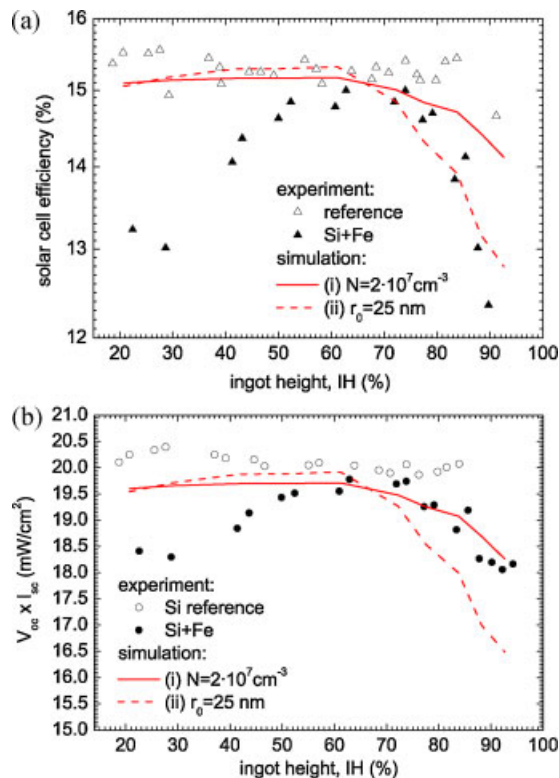 (a)
16
15
14
13
12
solar cell efficiency (%)
experiment:
reference
Si+Fe
simulation:
(i) N=2·10⁷cm⁻³
(ii) r₀=25 nm
20 30 40 50 60 70 80 90 100
ingot height, IH (%)
(b)
21.0
20.5
20.0
19.5
19.0
18.5
18.0
17.5
17.0
16.5
16.0
15.5
15.0
V_oc x I_sc (mW/cm²)
experiment:
Si reference
Si+Fe
simulation:
(i) N=2·10⁷cm⁻³
(ii) r₀=25 nm
20 30 40 50 60 70 80 90 100
ingot height, IH (%)